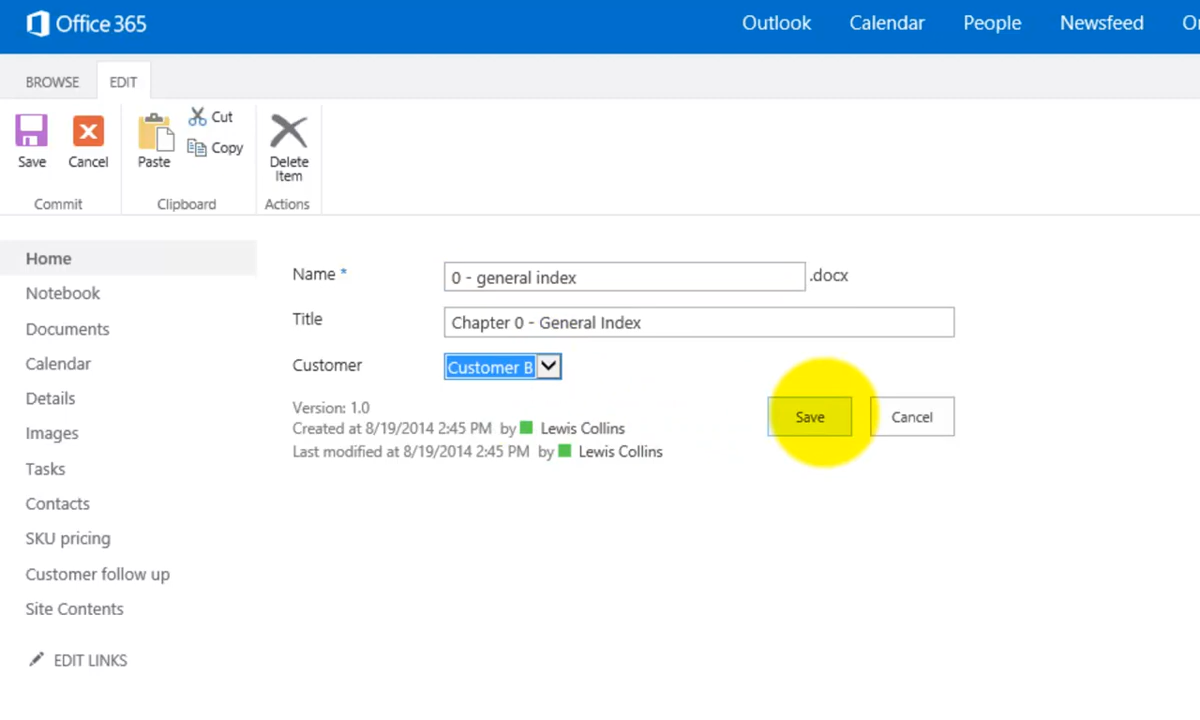 Office 365
Outlook Calendar People Newsfeed
BROWSE EDIT
Save Cancel Paste Cut Copy Delete Item
Commit Clipboard Actions
Home
Notebook
Documents
Calendar
Details
Images
Tasks
Contacts
SKU pricing
Customer follow up
Site Contents
EDIT LINKS
Name * 0 - general index .docx
Title Chapter 0 - General Index
Customer Customer B
Version: 1.0
Created at 8/19/2014 2:45 PM by Lewis Collins
Last modified at 8/19/2014 2:45 PM by Lewis Collins
Save Cancel